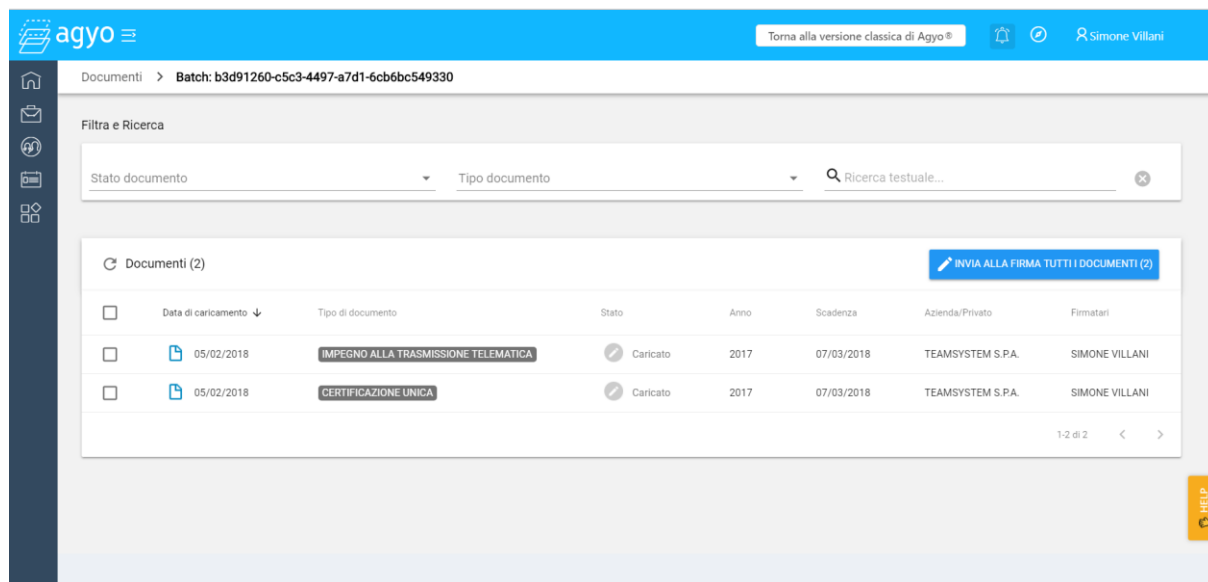 agyo Torna alla versione classica di Agyo® Simone Villani
Documenti > Batch: b3d91260-c5c3-4497-a7d1-6cb6bc549330
Filtra e Ricerca
Stato documento Tipo documento Ricerca testuale...
Documenti (2) INVIA ALLA FIRMA TUTTI I DOCUMENTI (2)
Data di caricamento Tipo di documento Stato Anno Scadenza Azienda/Privato Firmatari
05/02/2018 IMPEGNO ALLA TRASMISSIONE TELEMATICA Caricato 2017 07/03/2018 TEAMSYSTEM S.P.A. SIMONE VILLANI
05/02/2018 CERTIFICAZIONE UNICA Caricato 2017 07/03/2018 TEAMSYSTEM S.P.A. SIMONE VILLANI
1-2 di 2
HELP